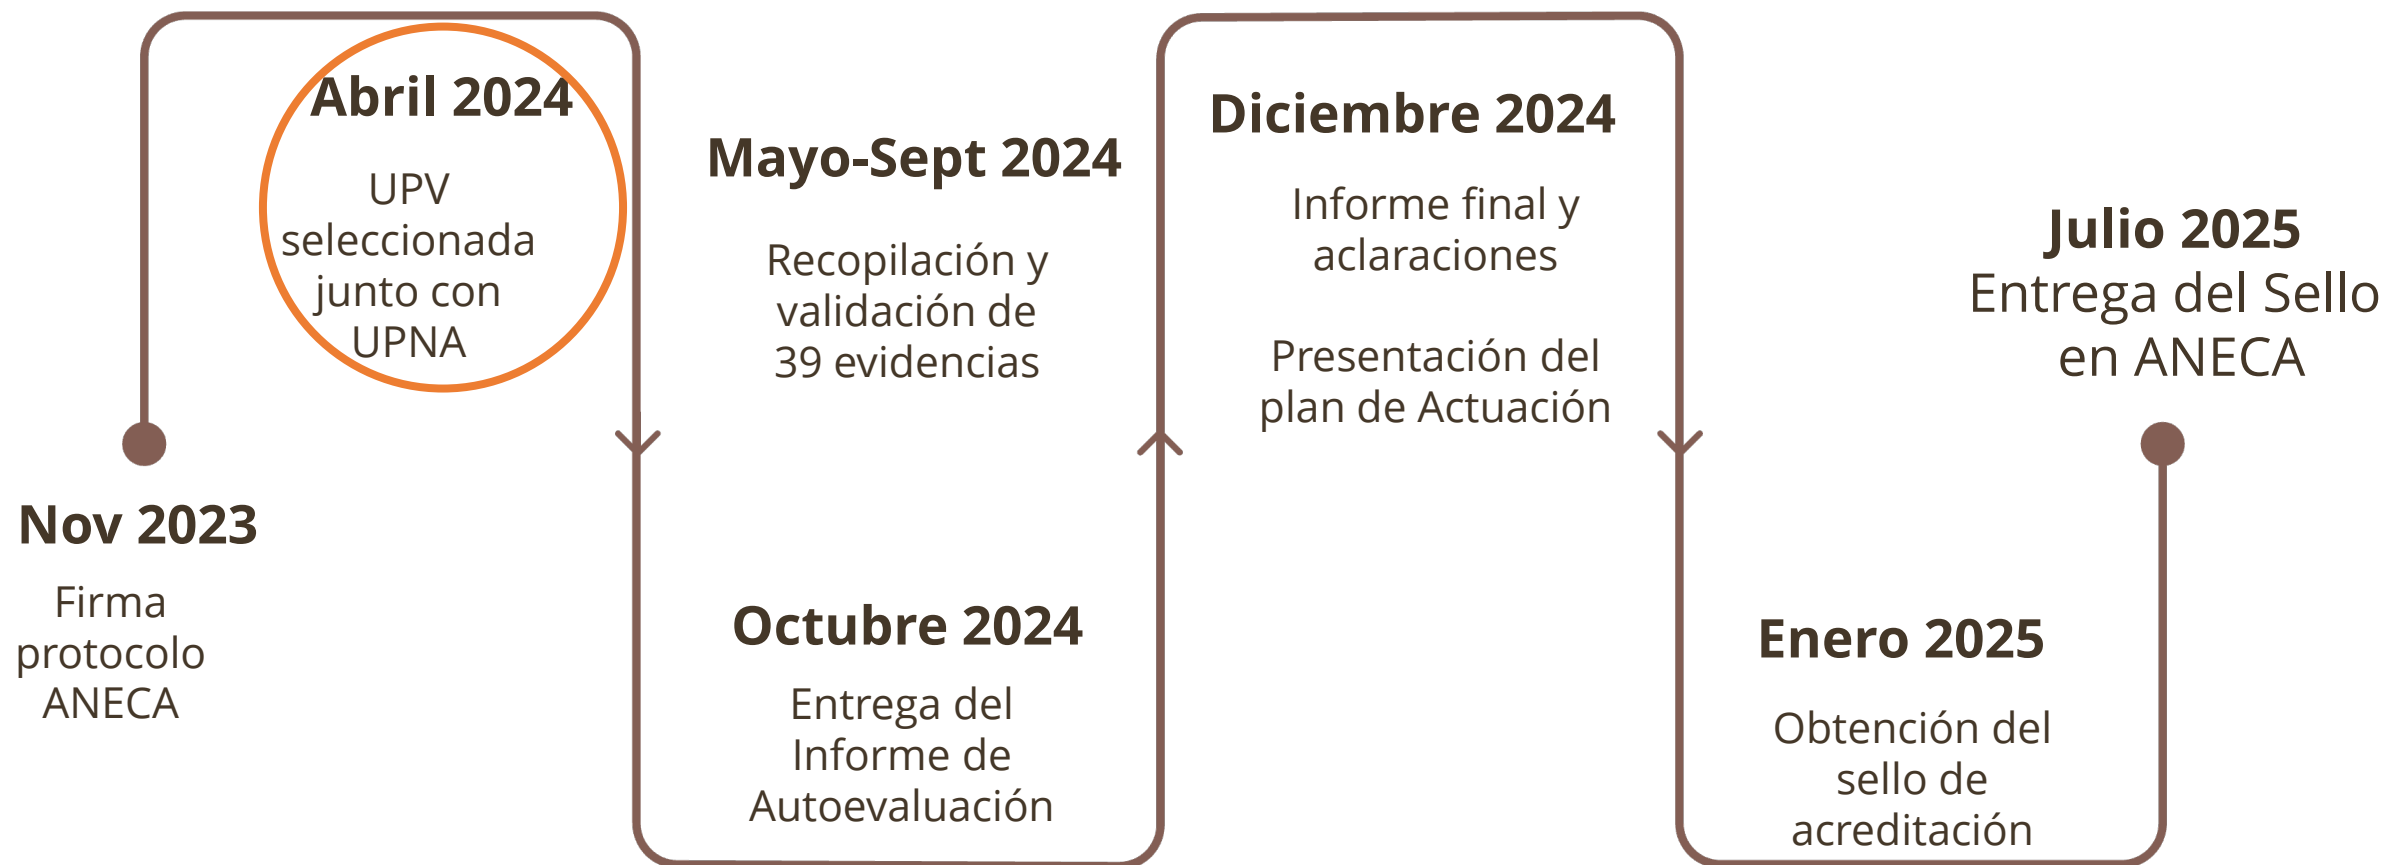 Nov 2023
Firma
protocolo
ANECA
Abril 2024
UPV
seleccionada
junto con
UPNA
Mayo-Sept 2024
Recopilación y
validación de
39 evidencias
Octubre 2024
Entrega del
Informe de
Autoevaluación
Diciembre 2024
Informe final y
aclaraciones
Presentación del
plan de Actuación
Enero 2025
Obtención del
sello de
acreditación
Julio 2025
Entrega del Sello
en ANECA